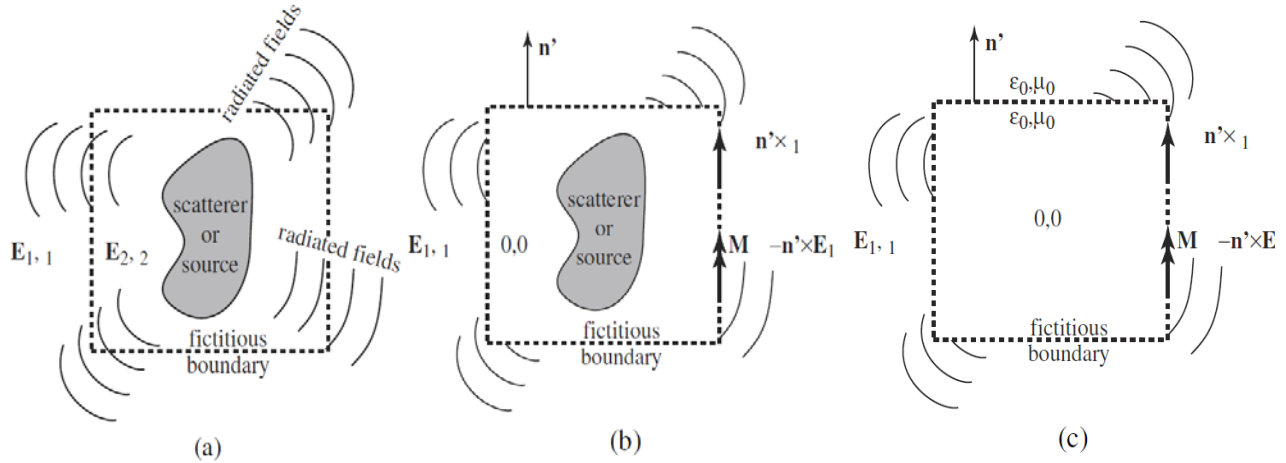 radiated fields
scatterer
or
source
E₁, ₁
E₂, ₂
radiated fields
fictitious
boundary
(a)
n'
n'× ₁
scatterer
or
source
E₁, ₁
0,0
M
−n'×E₁
fictitious
boundary
(b)
n'
ε₀,μ₀
ε₀,μ₀
n'× ₁
0,0
E₁, ₁
M
−n'×E
fictitious
boundary
(c)